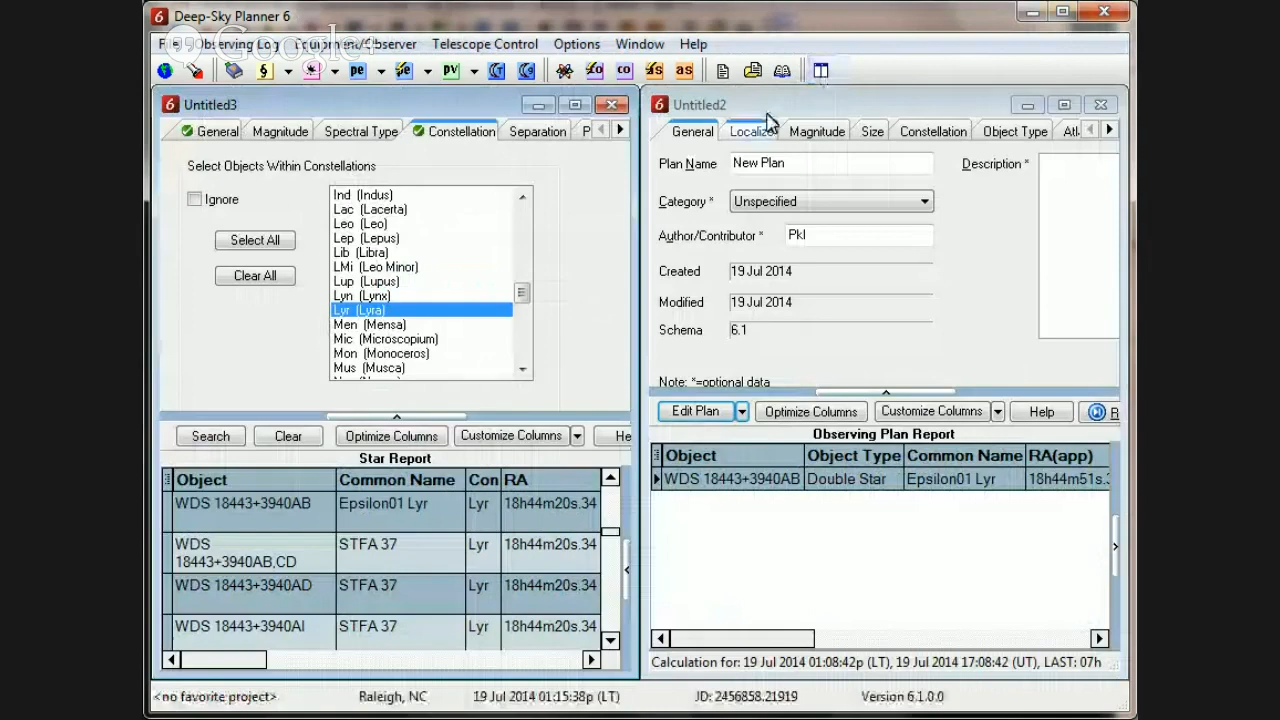 Deep-Sky Planner 6
File Observing Log Equipment/Observer Telescope Control Options Window Help
Google+
Untitled3
General Magnitude Spectral Type Constellation Separation P
Select Objects Within Constellations
Ignore
Select All
Clear All
Ind (Indus)
Lac (Lacerta)
Leo (Leo)
Lep (Lepus)
Lib (Libra)
LMi (Leo Minor)
Lup (Lupus)
Lyn (Lynx)
Lyr (Lyra)
Men (Mensa)
Mic (Microscopium)
Mon (Monoceros)
Mus (Musca)
Search Clear Optimize Columns Customize Columns He
Star Report
Object Common Name Con RA
WDS 18443+3940AB Epsilon01 Lyr Lyr 18h44m20s.34
WDS 18443+3940AB,CD STFA 37 Lyr 18h44m20s.34
WDS 18443+3940AD STFA 37 Lyr 18h44m20s.34
WDS 18443+3940AI STFA 37 Lyr 18h44m20s.34
Untitled2
General Localize Magnitude Size Constellation Object Type Atl
Plan Name New Plan Description *
Category * Unspecified
Author/Contributor * Pkl
Created 19 Jul 2014
Modified 19 Jul 2014
Schema 6.1
Note: *=optional data
Edit Plan Optimize Columns Customize Columns Help R
Observing Plan Report
Object Object Type Common Name RA(app)
WDS 18443+3940AB Double Star Epsilon01 Lyr 18h44m51s.
Calculation for: 19 Jul 2014 01:08:42p (LT), 19 Jul 2014 17:08:42 (UT), LAST: 07h
<no favorite project> Raleigh, NC 19 Jul 2014 01:15:38p (LT) JD: 2456858.21919 Version 6.1.0.0